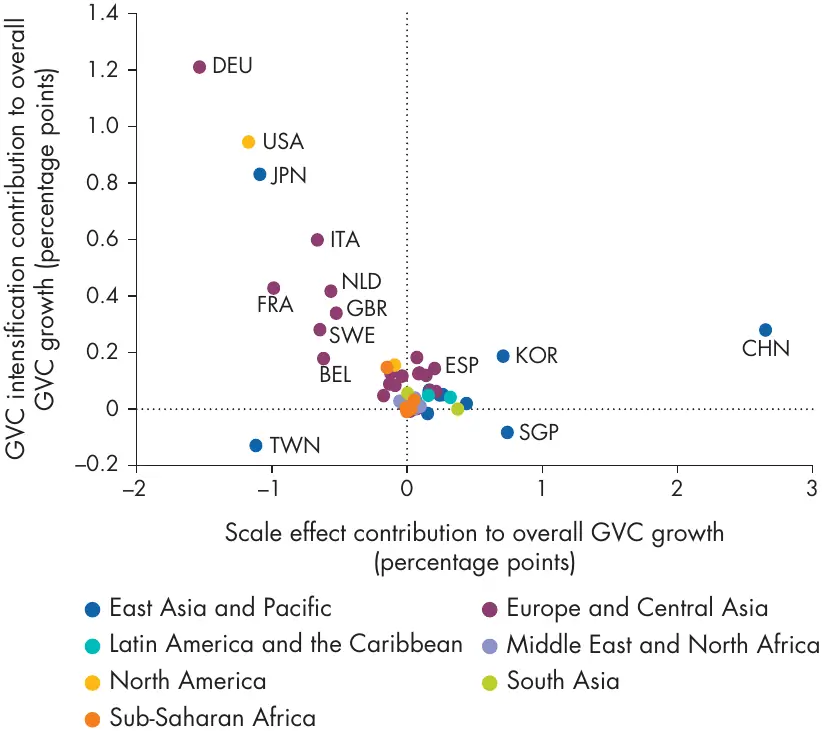 GVC intensification contribution to overall
GVC growth (percentage points)
1.4
1.2
1.0
0.8
0.6
0.4
0.2
0
–0.2
DEU
USA
JPN
ITA
FRA
NLD
GBR
SWE
BEL
ESP
KOR
CHN
SGP
TWN
–2
–1
0
1
2
3
Scale effect contribution to overall GVC growth
(percentage points)
East Asia and Pacific
Europe and Central Asia
Latin America and the Caribbean
Middle East and North Africa
North America
South Asia
Sub-Saharan Africa